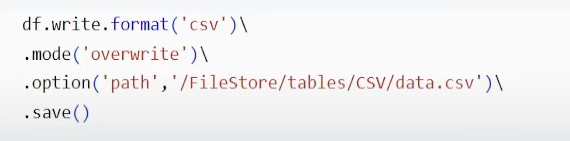 df.write.format('csv')\
.mode('overwrite')\
.option('path','/FileStore/tables/CSV/data.csv')\
.save()